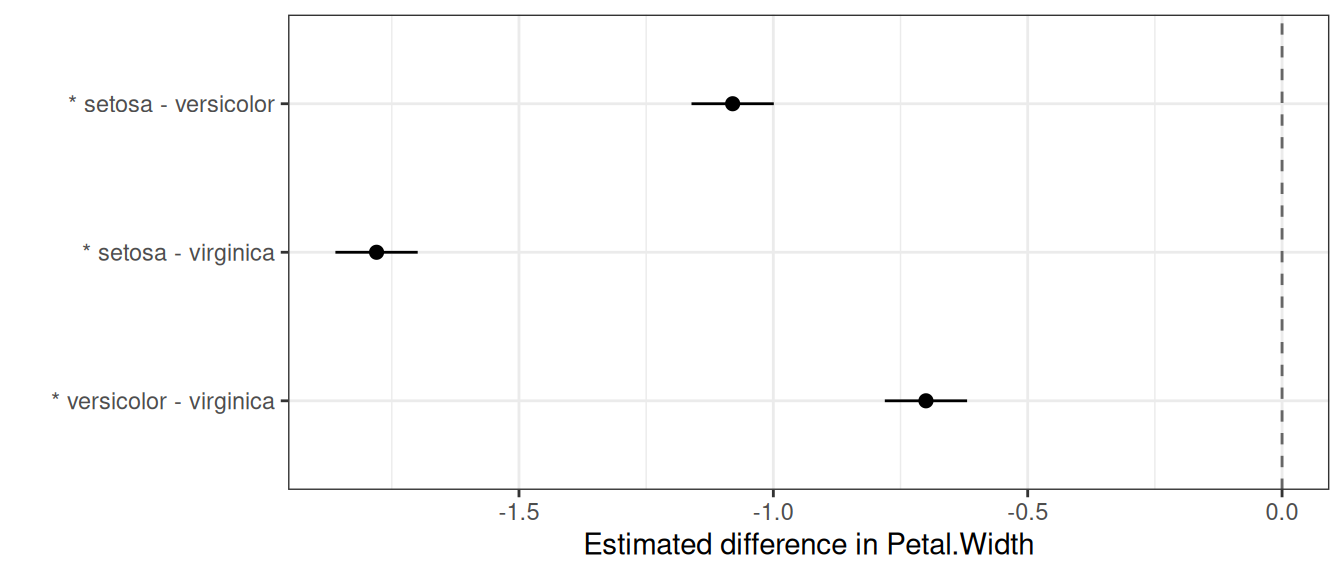 * setosa - versicolor
* setosa - virginica
* versicolor - virginica
-1.5 -1.0 -0.5 0.0
Estimated difference in Petal.Width